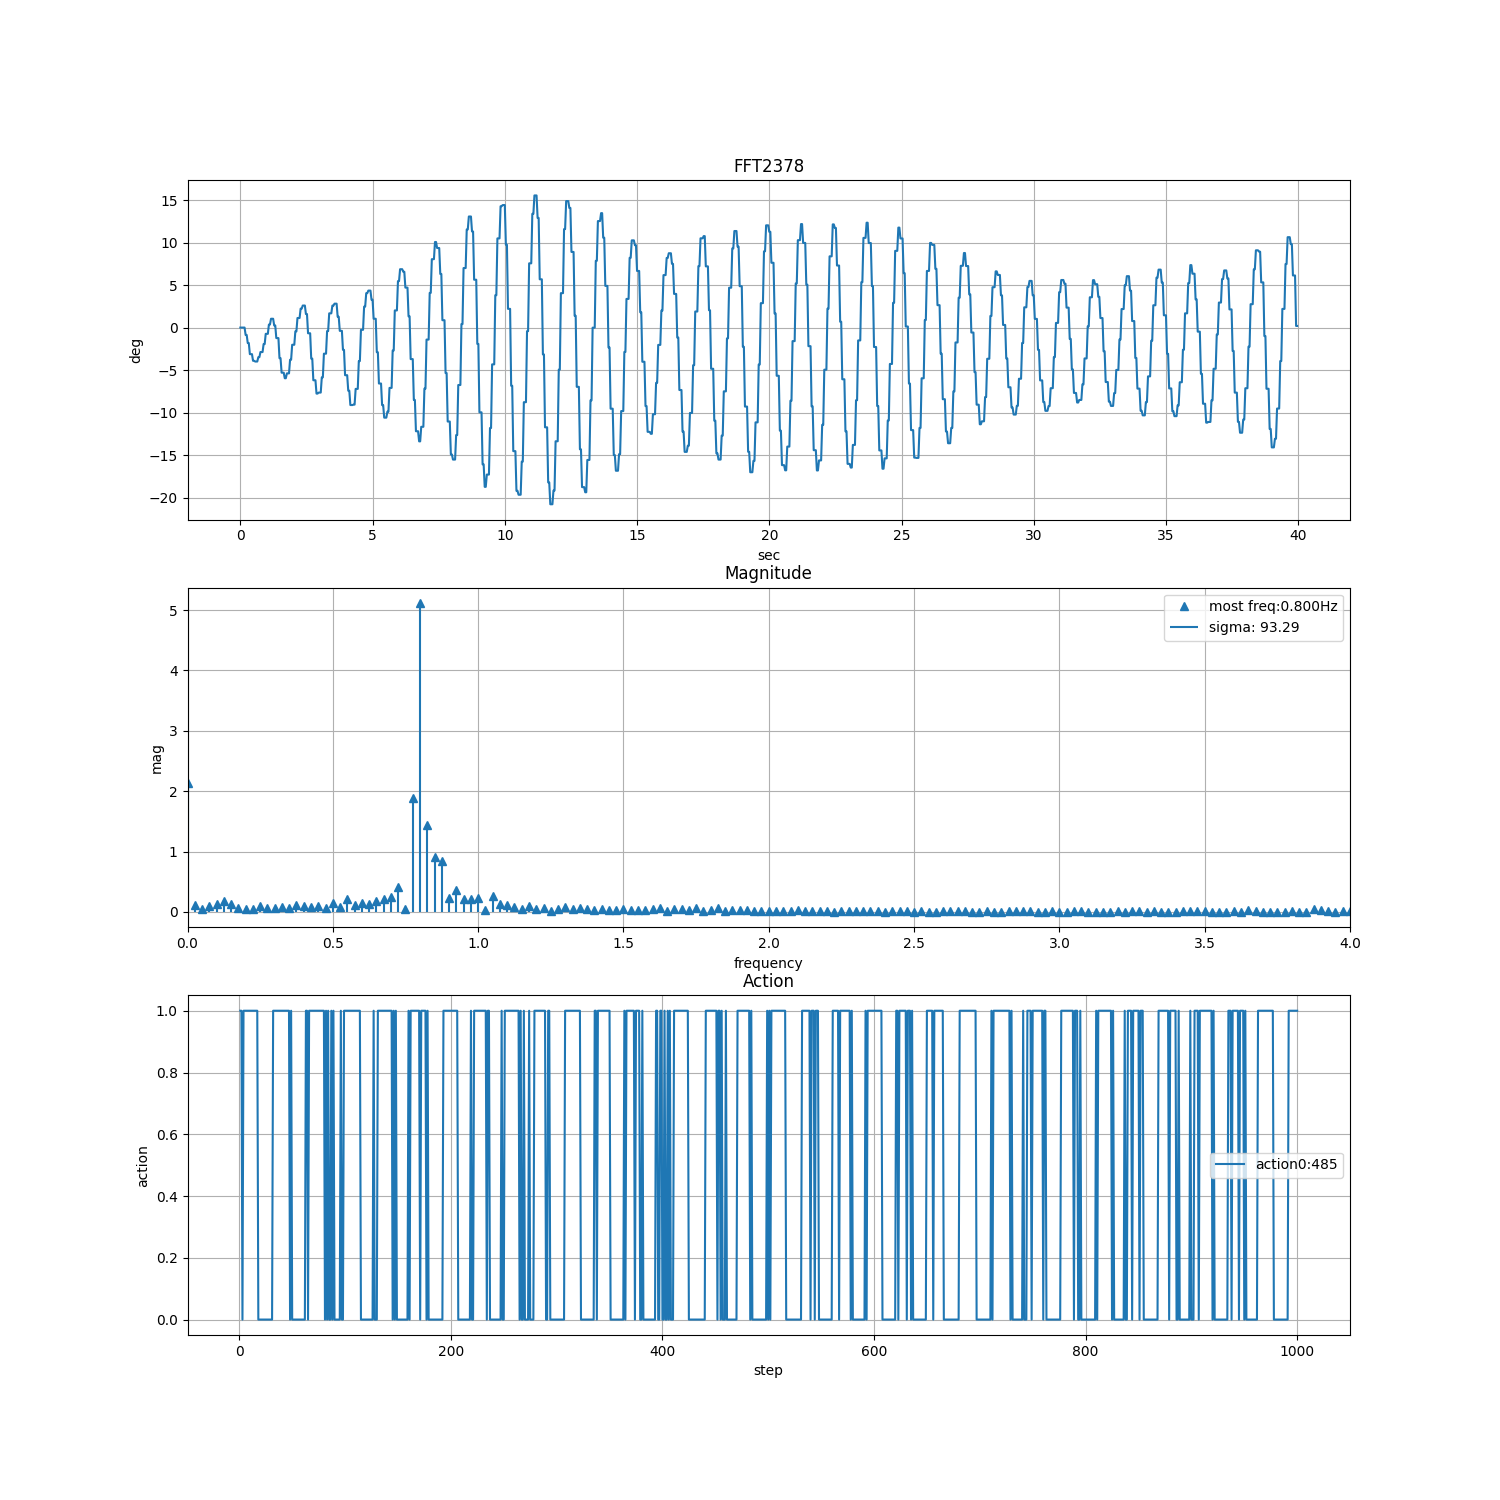 FFT2378
15
10
5
0
−5
−10
−15
−20
deg
0 5 10 15 20 25 30 35 40
sec
Magnitude
5
4
3
2
1
0
mag
most freq:0.800Hz
sigma: 93.29
0.0 0.5 1.0 1.5 2.0 2.5 3.0 3.5 4.0
frequency
Action
1.0
0.8
0.6
0.4
0.2
0.0
action
action0:485
0 200 400 600 800 1000
step